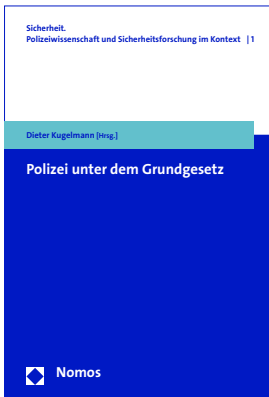 Sicherheit.
Polizeiwissenschaft und Sicherheitsforschung im Kontext | 1
Dieter Kugelmann [Hrsg.]
Polizei unter dem Grundgesetz
Nomos